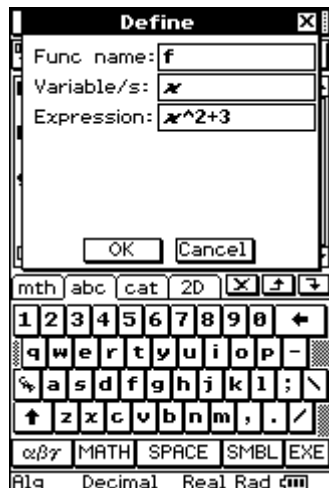 Define
Func name: f
Variable/s: x
Expression: x^2+3
OK Cancel
mth abc cat 2D
1 2 3 4 5 6 7 8 9 0
q w e r t y u i o p -
a s d f g h j k l ; \
z x c v b n m , . /
αβγ MATH SPACE SMBL EXE
Alg Decimal Real Rad